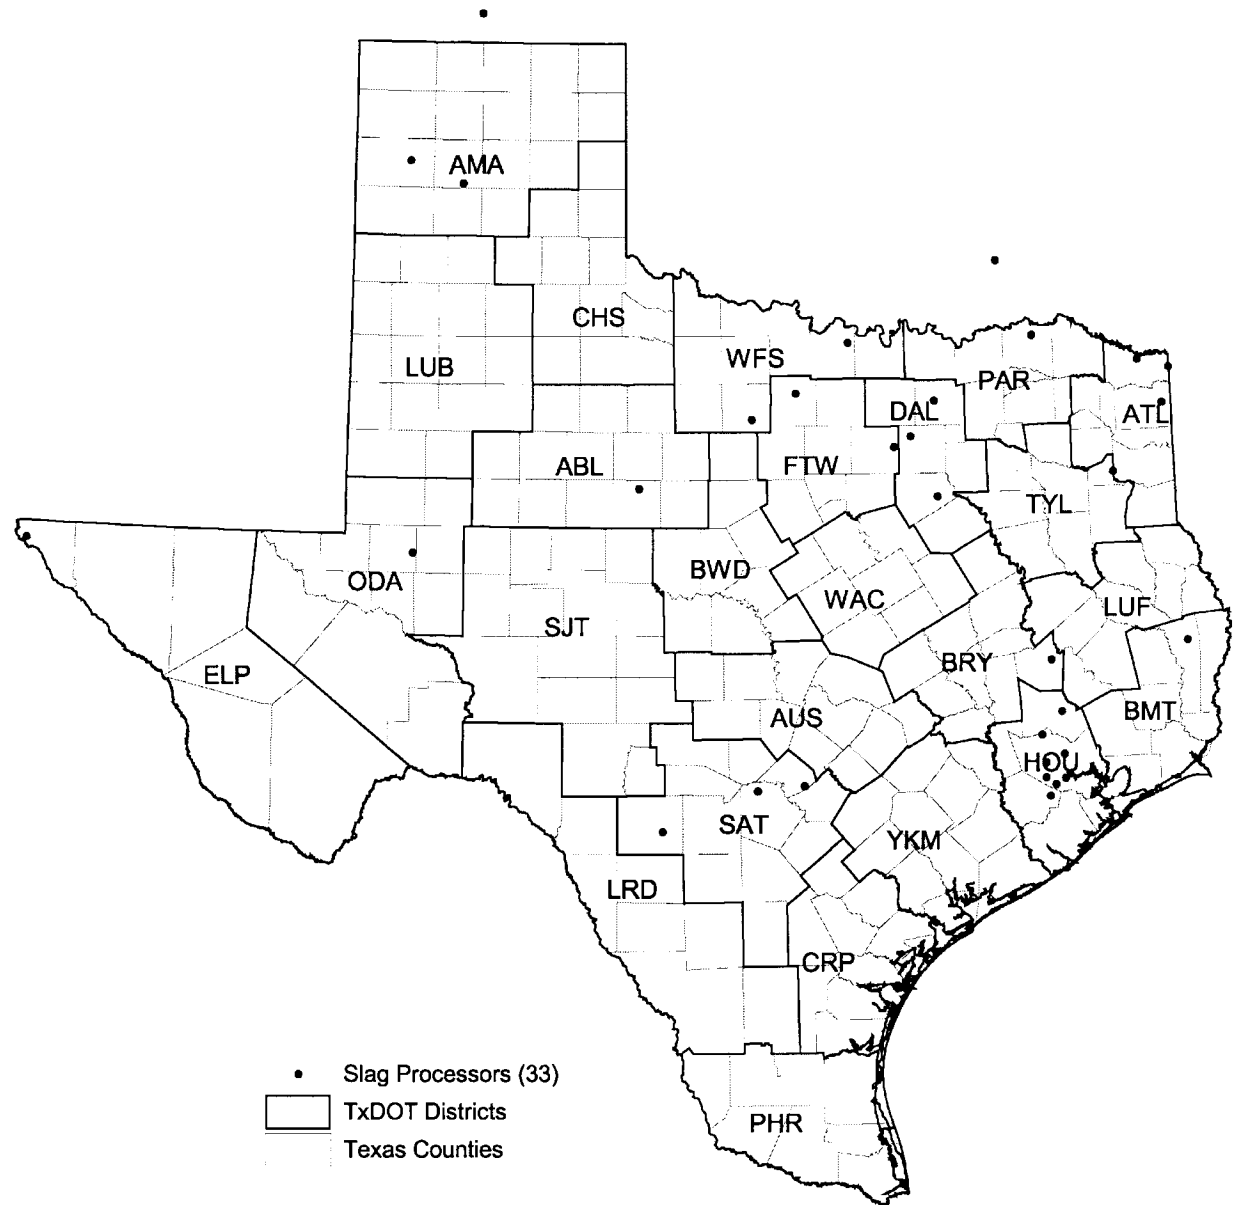 AMA
CHS
WFS
LUB
PAR
DAL
ATL
ABL
FTW
TYL
ODA
BWD
WAC
LUF
SJT
ELP
BRY
AUS
BMT
HOU
SAT
YKM
LRD
CRP
Slag Processors (33)
TxDOT Districts
Texas Counties
PHR